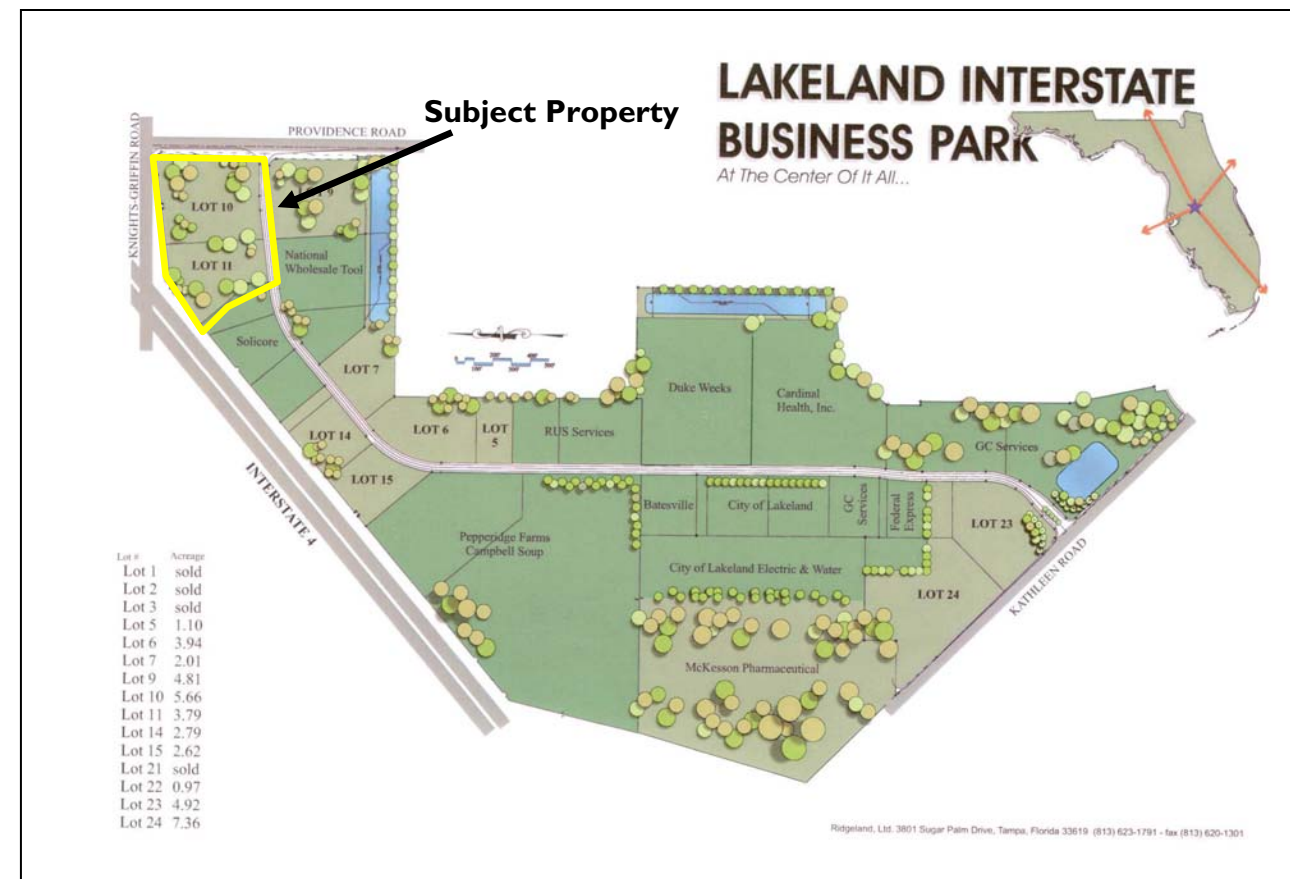 LAKELAND INTERSTATE
BUSINESS PARK
At The Center Of It All...
Subject Property
PROVIDENCE ROAD
KNIGHTS-GRIFFIN ROAD
LOT 10
LOT 11
National
Wholesale Tool
Solicore
LOT 7
LOT 14
LOT 15
LOT 6
LOT
5
RUS Services
Duke Weeks
Cardinal
Health, Inc.
GC Services
INTERSTATE 4
Pepperidge Farms
Campbell Soup
Batesville
City of Lakeland
GC
Services
Federal
Express
LOT 23
City of Lakeland Electric & Water
LOT 24
KATHLEEN ROAD
McKesson Pharmaceutical
Lot # Acreage
Lot 1 sold
Lot 2 sold
Lot 3 sold
Lot 5 1.10
Lot 6 3.94
Lot 7 2.01
Lot 9 4.81
Lot 10 5.66
Lot 11 3.79
Lot 14 2.79
Lot 15 2.62
Lot 21 sold
Lot 22 0.97
Lot 23 4.92
Lot 24 7.36
Ridgeland, Ltd. 3801 Sugar Palm Drive, Tampa, Florida 33619 (813) 623-1791 - fax (813) 620-1301